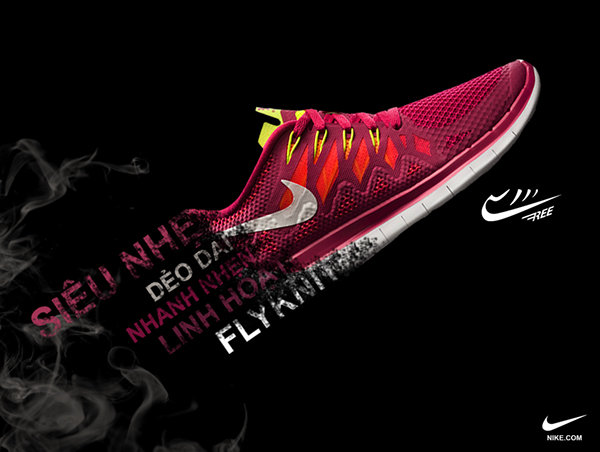 SIÊU NHẸ
DẺO DAI
NHANH NHẸN
LINH HOẠT
FLYKNIT
FREE
NIKE.COM